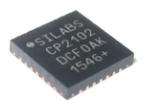 SILABS
CP2102
DCF0AK
1546+